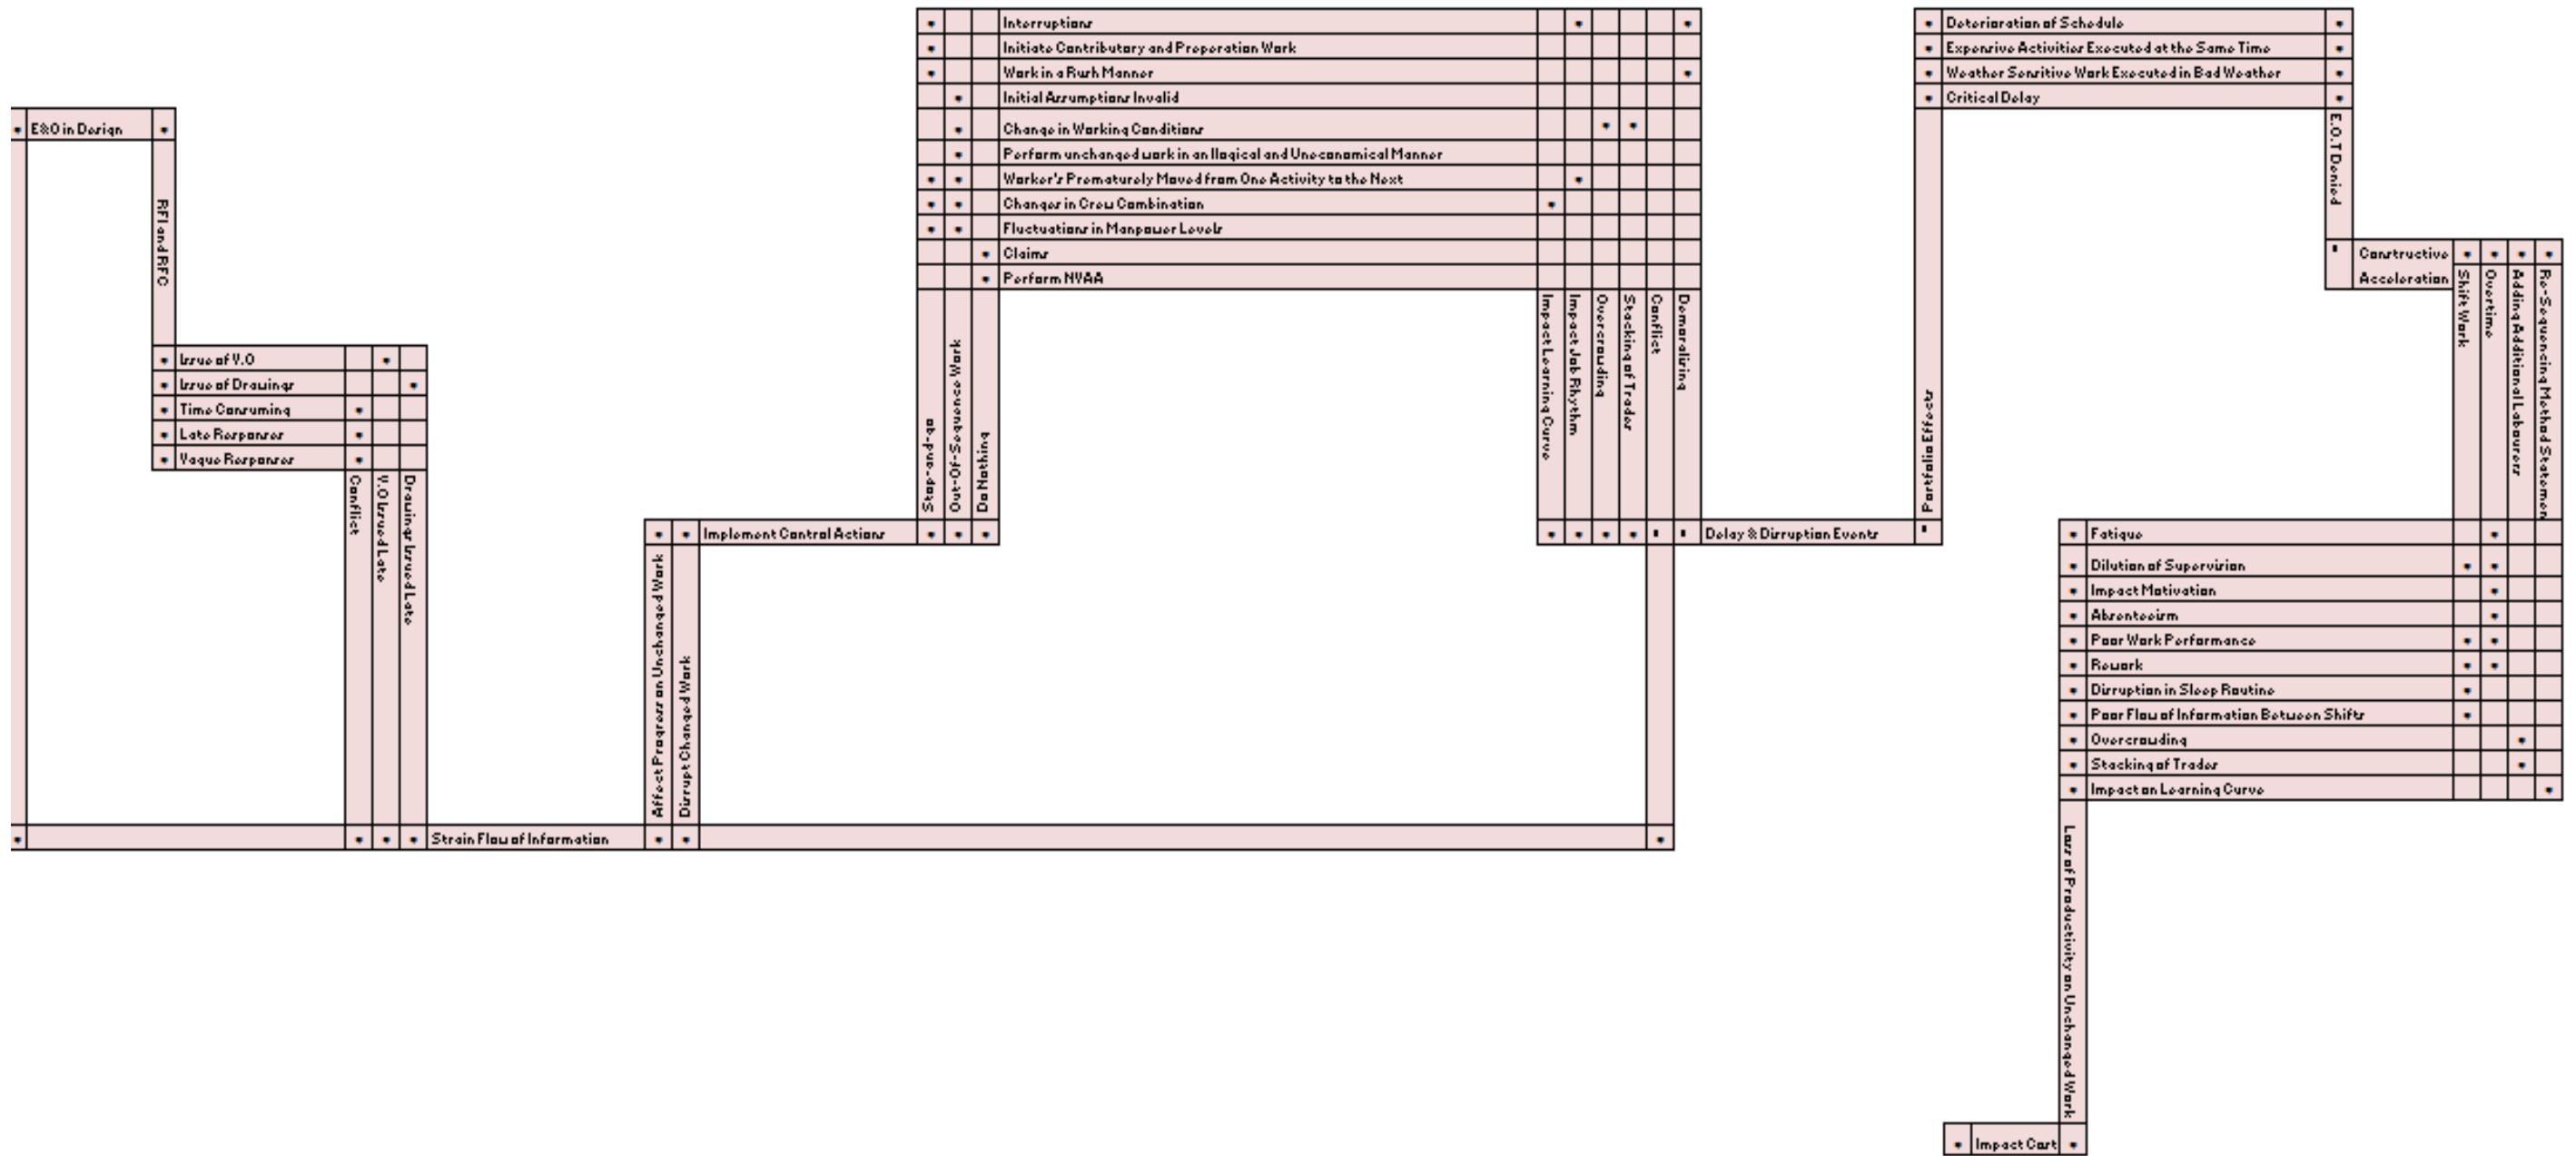 E&O in Design
RFI and RFC
Issue of V.O
Issue of Drawings
Time Consuming
Late Responses
Vague Responses
Conflict
V.O Issued Late
Drawings Issued Late
Strain Flow of Information
Affect Progress on Unchanged Work
Disrupt Changed Work
Implement Control Actions
Stop-and-go
Out-Of-Sequence Work
Do Nothing
Interruptions
Initiate Contributory and Preperation Work
Work in a Rush Manner
Initial Assumptions Invalid
Change in Working Conditions
Perform unchanged work in an Ilogical and Uneconomical Manner
Worker's Prematurely Moved from One Activity to the Next
Changes in Crew Combination
Fluctuations in Manpower Levels
Claims
Perform NVAA
Impact Learning Curve
Impact Job Rhythm
Overcrowding
Stacking of Trades
Conflict
Demoralizing
Delay & Disruption Events
Portfolio Effects
Deterioration of Schedule
Expensive Activities Executed at the Same Time
Weather Sensitive Work Executed in Bad Weather
Critical Delay
E.O.T Denied
Constructive
Acceleration
Shift Work
Overtime
Adding Additional Labourers
Re-Sequencing Method Statemen
Fatigue
Dilution of Supervision
Impact Motivation
Absenteeism
Poor Work Performance
Rework
Disruption in Sleep Routine
Poor Flow of Information Between Shifts
Overcrowding
Stacking of Trades
Impact on Learning Curve
Loss of Productivity on Unchanged Work
Impact Cost